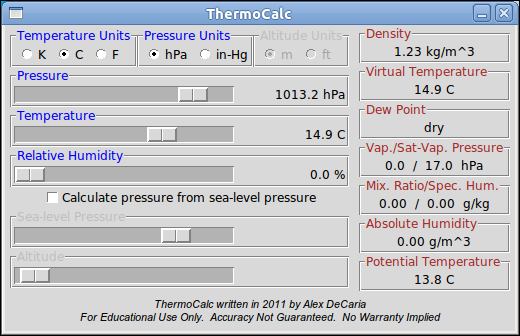 ThermoCalc
Temperature Units
K C F
Pressure Units
hPa in-Hg
Altitude Units
m ft
Pressure
1013.2 hPa
Temperature
14.9 C
Relative Humidity
0.0 %
Calculate pressure from sea-level pressure
Sea-level Pressure
Altitude
Density
1.23 kg/m^3
Virtual Temperature
14.9 C
Dew Point
dry
Vap./Sat-Vap. Pressure
0.0 / 17.0 hPa
Mix. Ratio/Spec. Hum.
0.00 / 0.00 g/kg
Absolute Humidity
0.00 g/m^3
Potential Temperature
13.8 C
ThermoCalc written in 2011 by Alex DeCaria
For Educational Use Only. Accuracy Not Guaranteed. No Warranty Implied